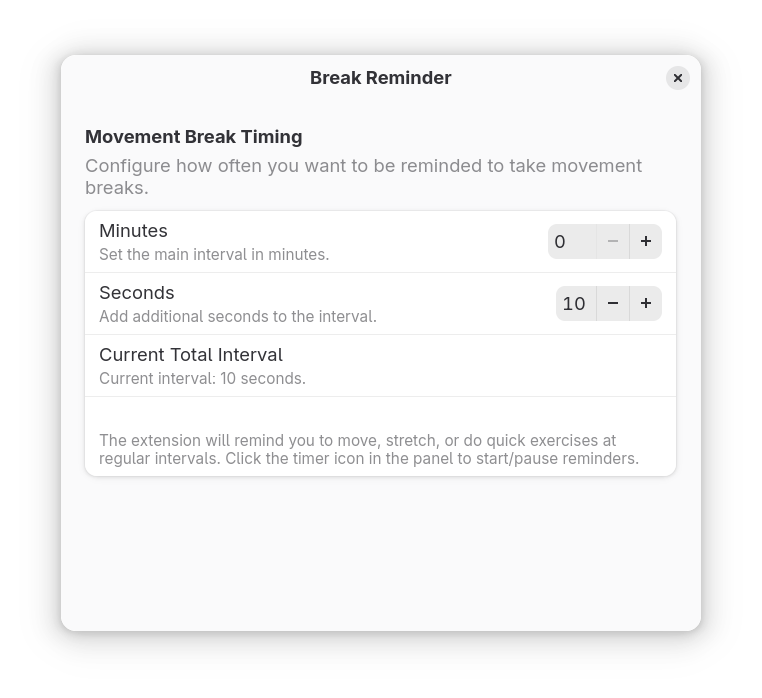 Break Reminder
Movement Break Timing
Configure how often you want to be reminded to take movement
breaks.
Minutes
Set the main interval in minutes.
0
Seconds
Add additional seconds to the interval.
10
Current Total Interval
Current interval: 10 seconds.
The extension will remind you to move, stretch, or do quick exercises at
regular intervals. Click the timer icon in the panel to start/pause reminders.